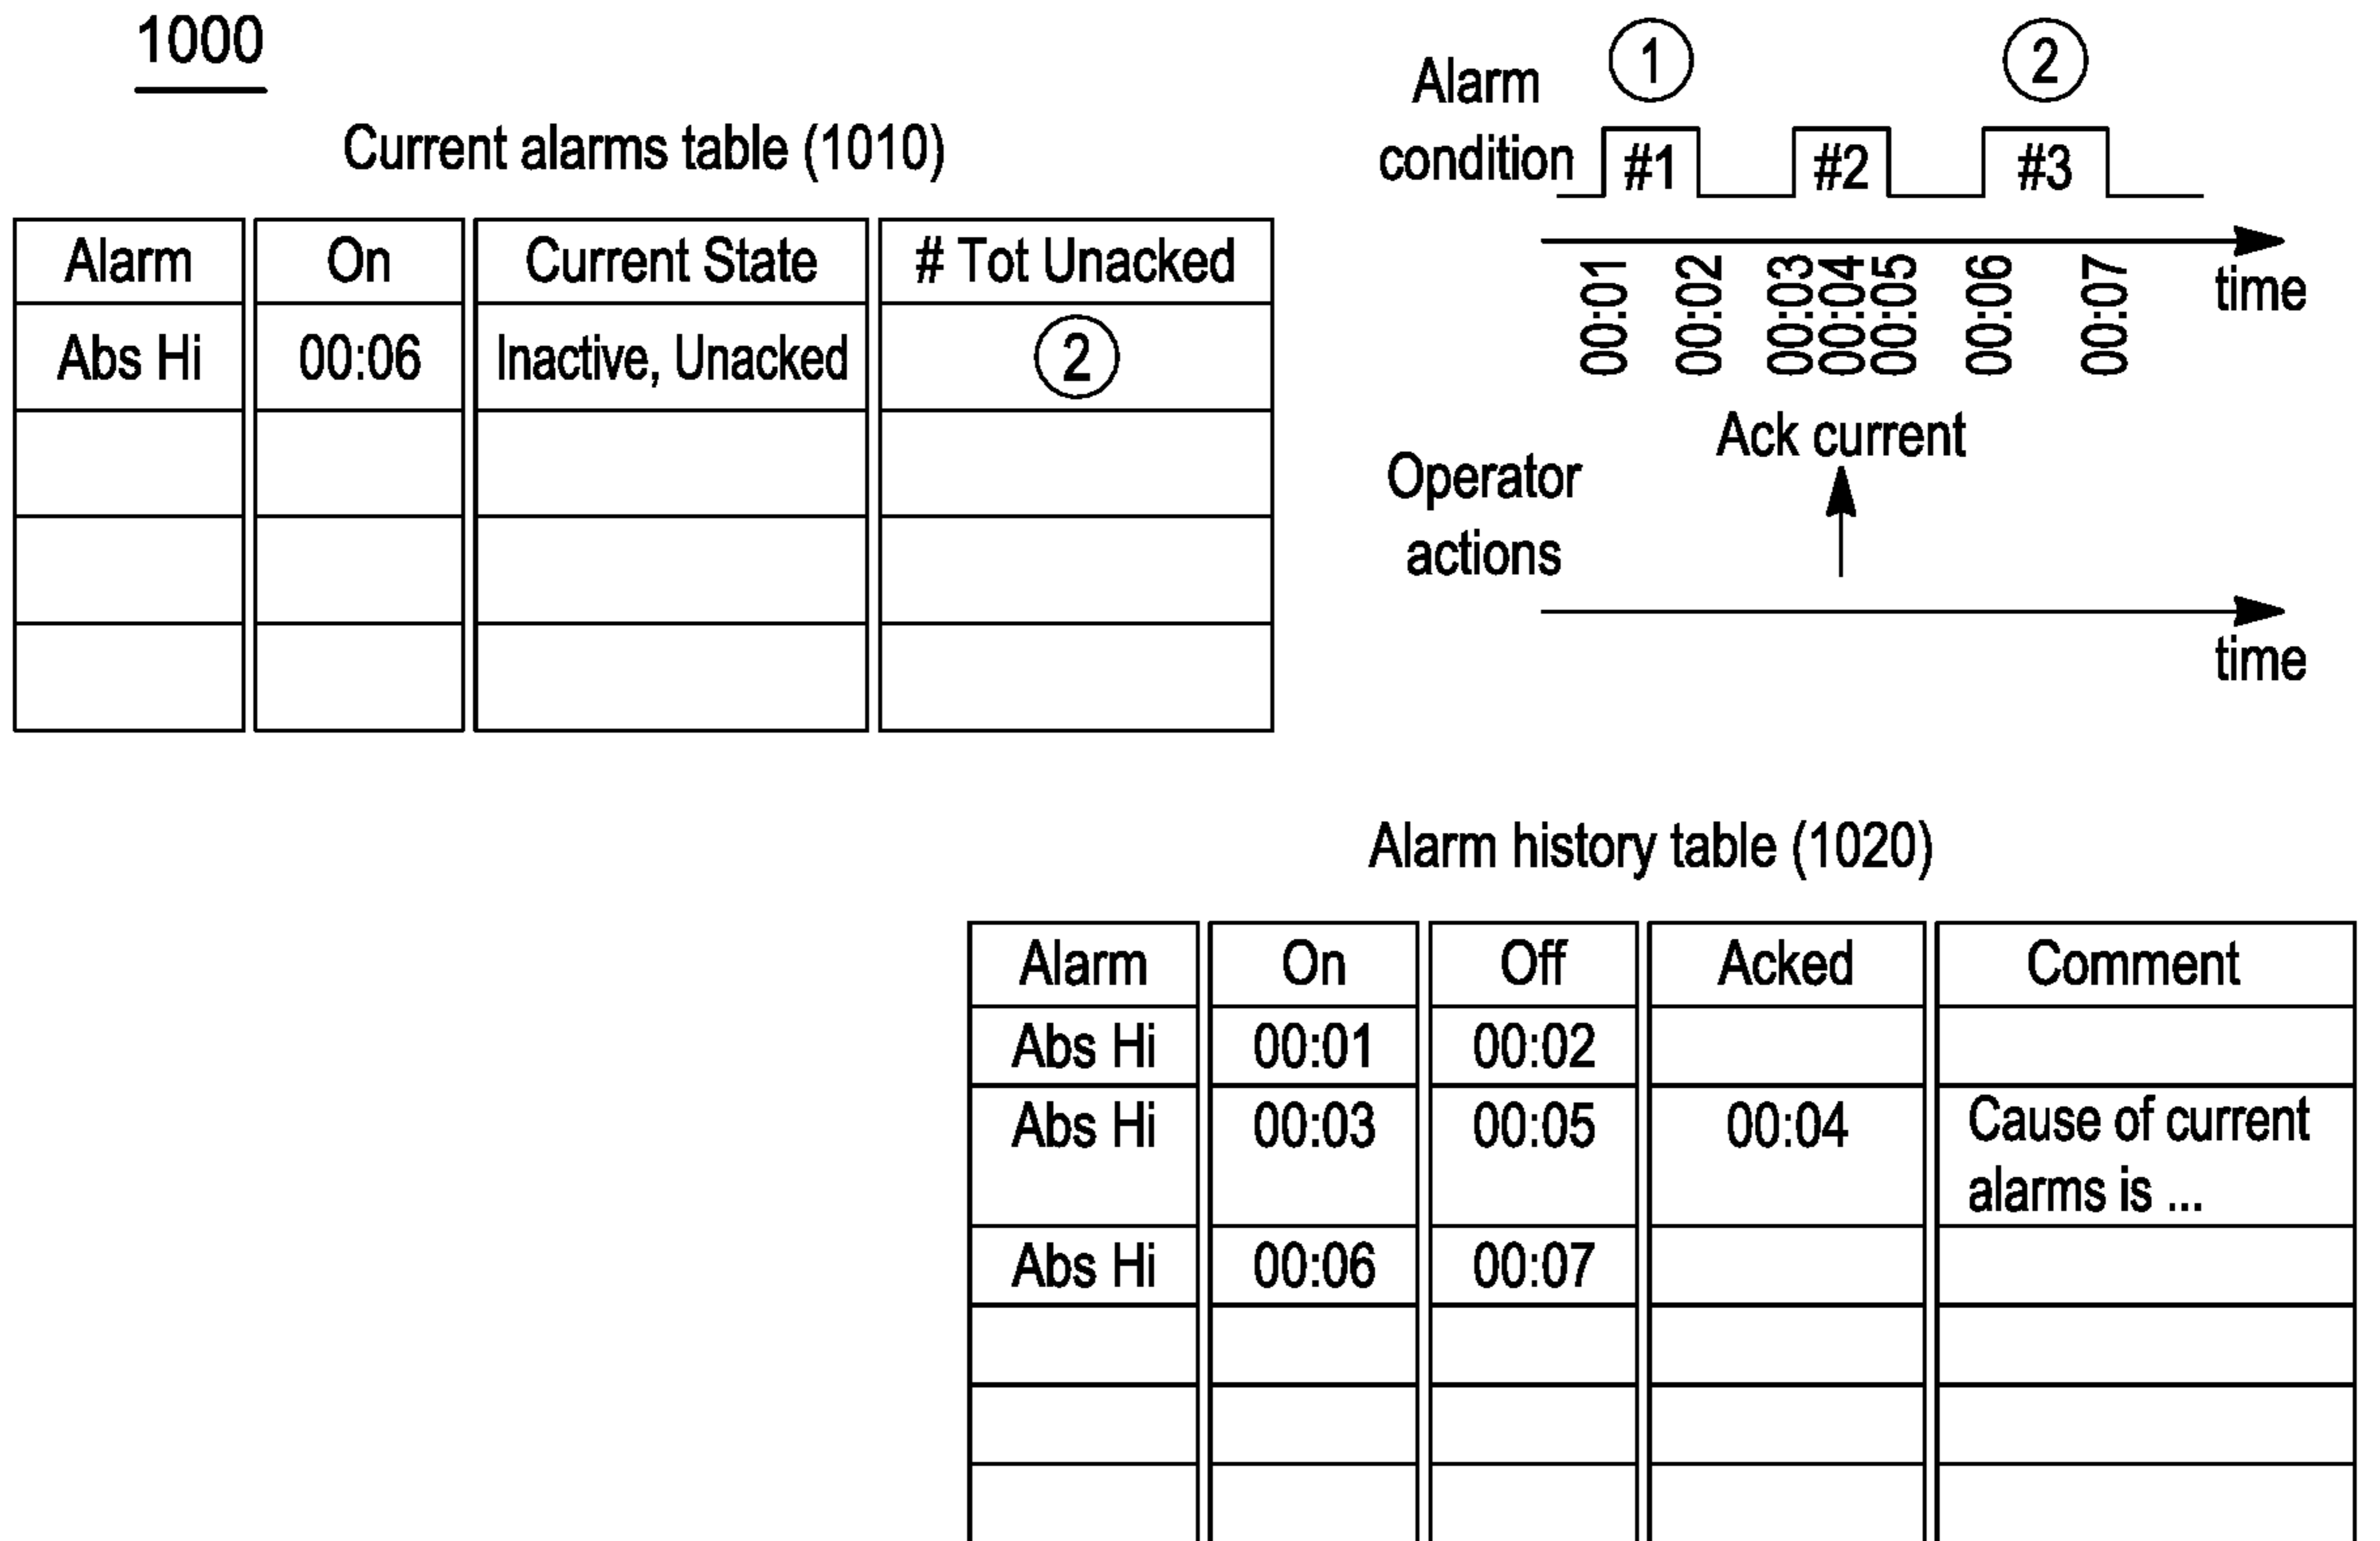 1000
Current alarms table (1010)
Alarm On Current State # Tot Unacked
Abs Hi 00:06 Inactive, Unacked 2
1 2
Alarm
condition
#1 #2 #3
00:01 00:02 00:03 00:04 00:05 00:06 00:07
time
Ack current
Operator
actions
time
Alarm history table (1020)
Alarm On Off Acked Comment
Abs Hi 00:01 00:02
Abs Hi 00:03 00:05 00:04 Cause of current
alarms is ...
Abs Hi 00:06 00:07